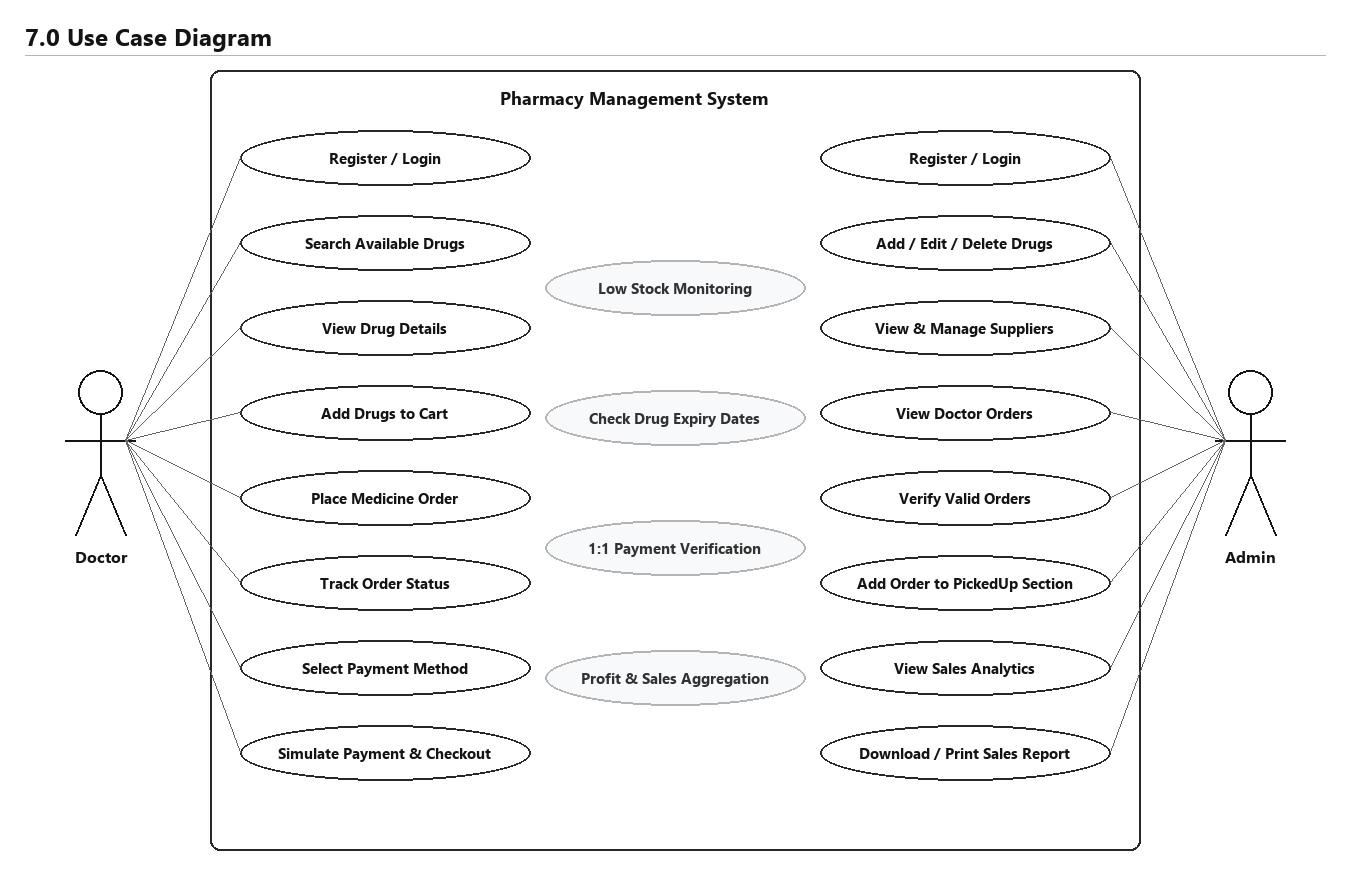 7.0 Use Case Diagram
Pharmacy Management System
Register / Login
Search Available Drugs
View Drug Details
Add Drugs to Cart
Place Medicine Order
Track Order Status
Select Payment Method
Simulate Payment & Checkout
Low Stock Monitoring
Check Drug Expiry Dates
1:1 Payment Verification
Profit & Sales Aggregation
Register / Login
Add / Edit / Delete Drugs
View & Manage Suppliers
View Doctor Orders
Verify Valid Orders
Add Order to PickedUp Section
View Sales Analytics
Download / Print Sales Report
Doctor
Admin